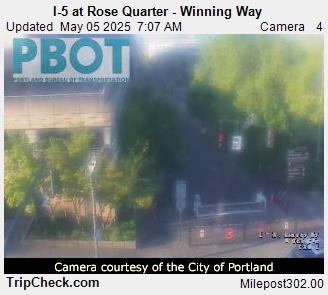 I-5 at Rose Quarter - Winning Way
Updated May 05 2025 7:07 AM Camera 4
PBOT
PORTLAND BUREAU OF TRANSPORTATION
Camera courtesy of the City of Portland
TripCheck.com Milepost302.00